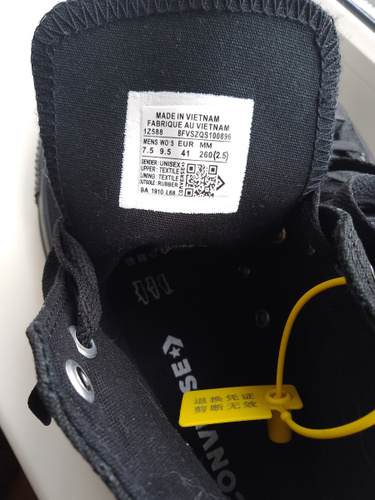 MADE IN VIETNAM
FABRIQUE AU VIETNAM
1Z588 8FVSZQS100896
MENS WO'S EUR MM
7.5 9.5 41 260(2.5)
GENDER: UNISEX
UPPER: TEXTILE
LINING: TEXTILE
OUTSOLE: RUBBER
9A 1910 L68
CONVERSE
退换凭证
剪断无效